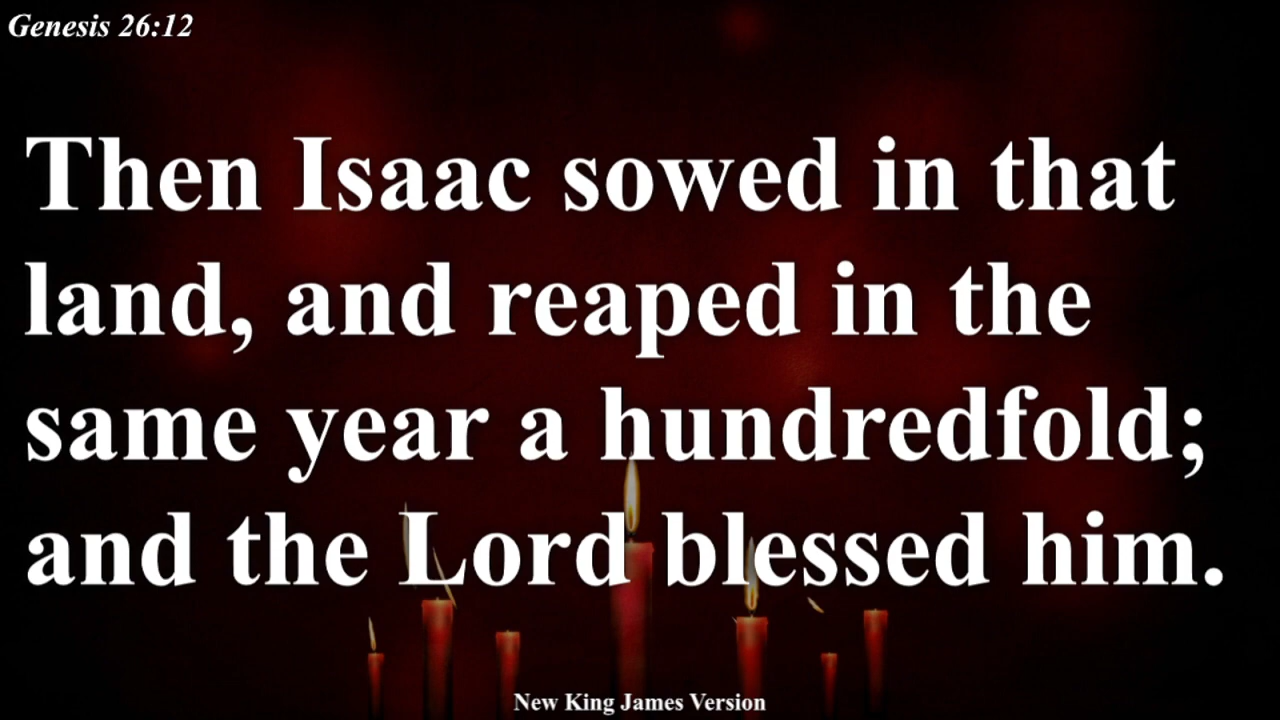 Genesis 26:12
Then Isaac sowed in that
land, and reaped in the
same year a hundredfold;
and the Lord blessed him.
New King James Version